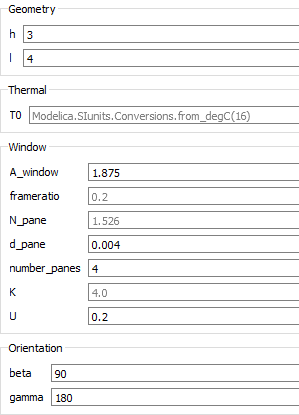 Geometry
h 3
l 4
Thermal
T0 Modelica.SIunits.Conversions.from_degC(16)
Window
A_window 1.875
frameratio 0.2
N_pane 1.526
d_pane 0.004
number_panes 4
K 4.0
U 0.2
Orientation
beta 90
gamma 180